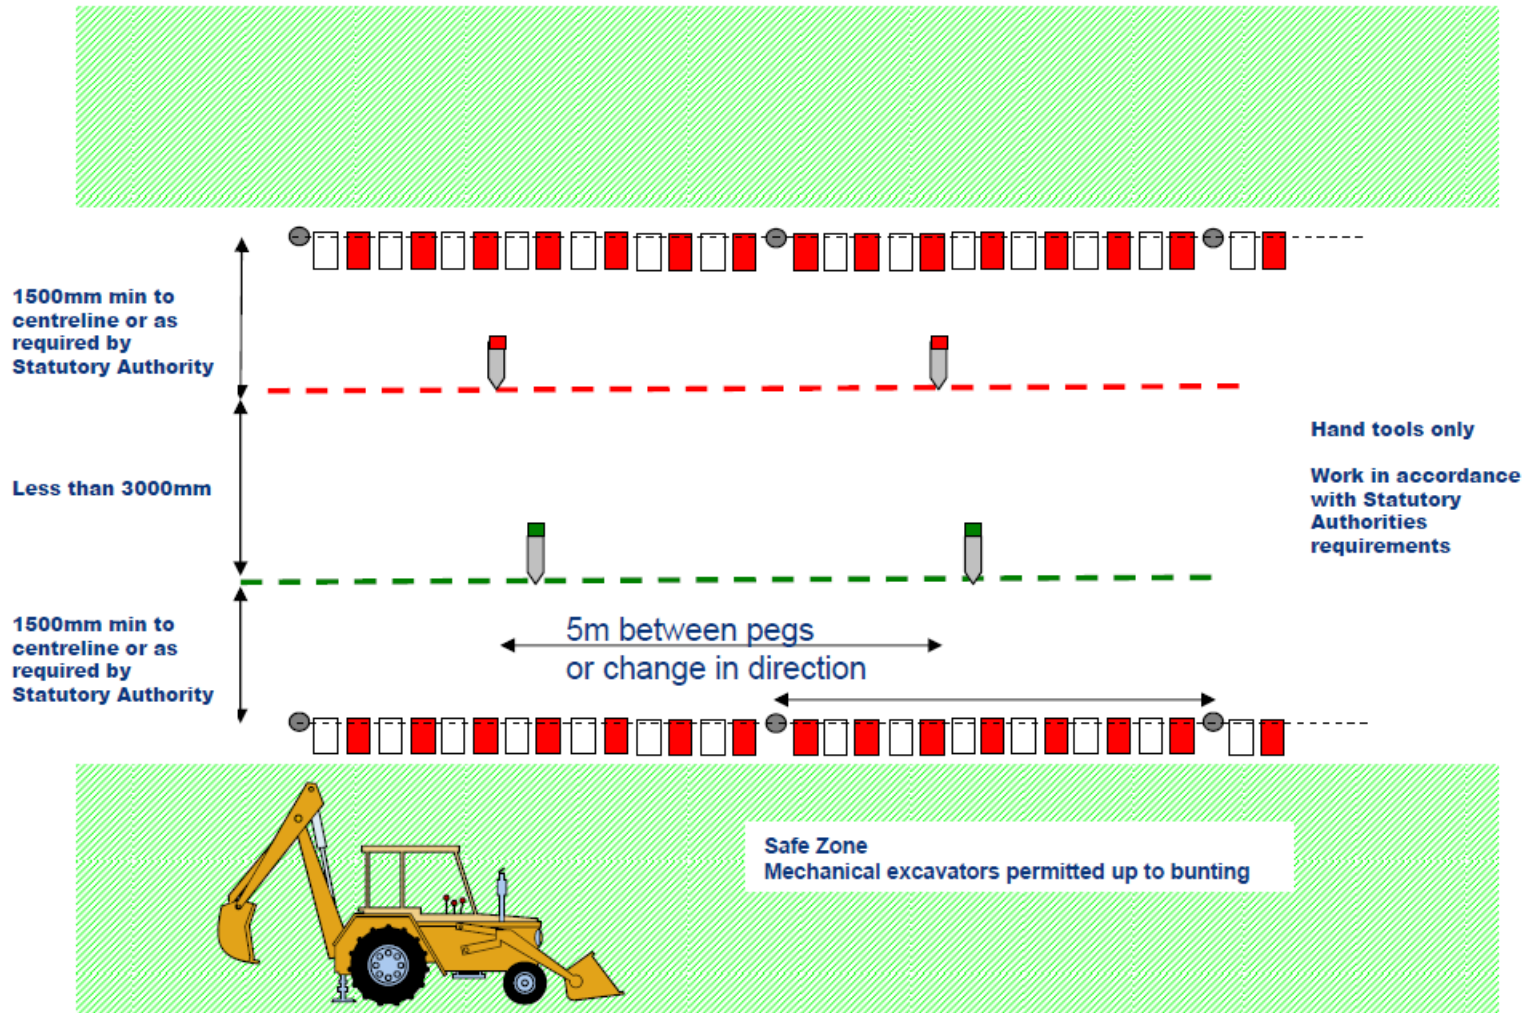 1500mm min to
centreline or as
required by
Statutory Authority
Less than 3000mm
Hand tools only
Work in accordance
with Statutory
Authorities
requirements
1500mm min to
centreline or as
required by
Statutory Authority
5m between pegs
or change in direction
Safe Zone
Mechanical excavators permitted up to bunting